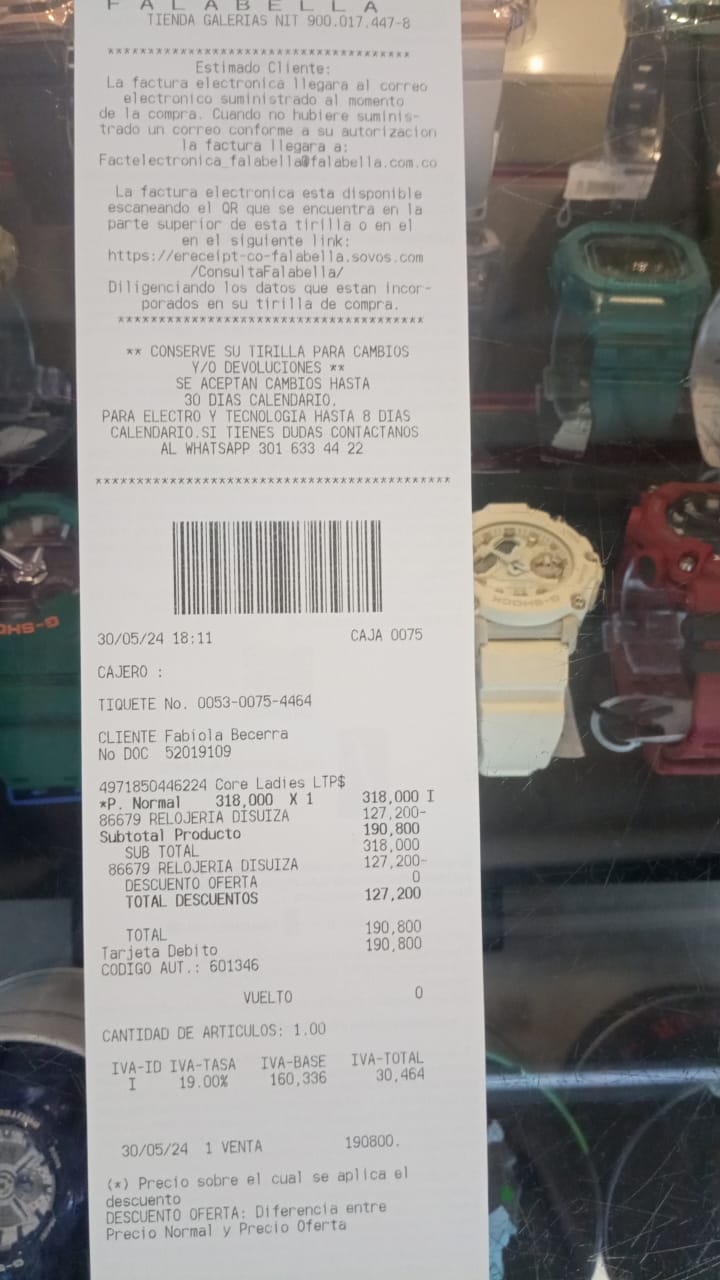 FALABELLA
TIENDA GALERIAS NIT 900.017.447-8
*************************************
Estimado Cliente:
La factura electronica llegara al correo
electronico suministrado al momento
de la compra. Cuando no hubiere suminis-
trado un correo conforme a su autorizacion
la factura llegara a:
Factelectronica_falabella@falabella.com.co
La factura electronica esta disponible
escaneando el QR que se encuentra en la
parte superior de esta tirilla o en el
en el siguiente link:
https://ereceipt-co-falabella.sovos.com
/ConsultaFalabella/
Diligenciando los datos que estan incor-
porados en su tirilla de compra.
*************************************
** CONSERVE SU TIRILLA PARA CAMBIOS
Y/O DEVOLUCIONES **
SE ACEPTAN CAMBIOS HASTA
30 DIAS CALENDARIO.
PARA ELECTRO Y TECNOLOGIA HASTA 8 DIAS
CALENDARIO.SI TIENES DUDAS CONTACTANOS
AL WHATSAPP 301 633 44 22
*******************************************
30/05/24 18:11 CAJA 0075
CAJERO :
TIQUETE No. 0053-0075-4464
CLIENTE Fabiola Becerra
No DOC 52019109
4971850446224 Core Ladies LTP$
*P. Normal 318,000 X 1 318,000 I
86679 RELOJERIA DISUIZA 127,200-
Subtotal Producto 190,800
SUB TOTAL 318,000
86679 RELOJERIA DISUIZA 127,200-
DESCUENTO OFERTA 0
TOTAL DESCUENTOS 127,200
TOTAL 190,800
Tarjeta Debito 190,800
CODIGO AUT.: 601346
VUELTO 0
CANTIDAD DE ARTICULOS: 1.00
IVA-ID IVA-TASA IVA-BASE IVA-TOTAL
I 19.00% 160,336 30,464
30/05/24 1 VENTA 190800.
(*) Precio sobre el cual se aplica el
descuento
DESCUENTO OFERTA: Diferencia entre
Precio Normal y Precio Oferta
G-SHOCK